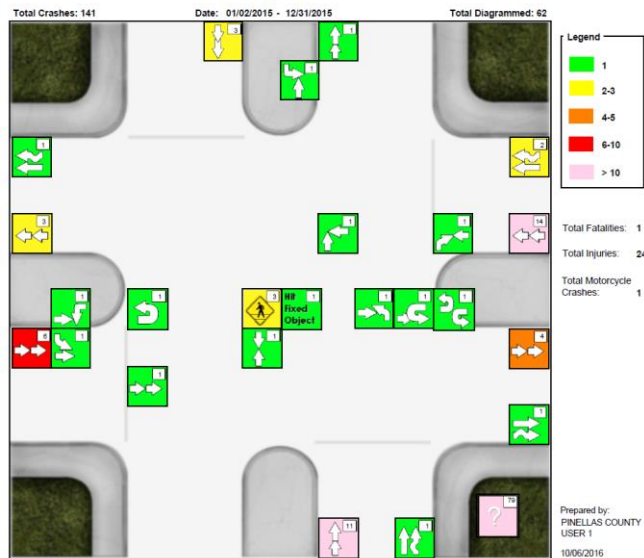 Total Crashes: 141 Date: 01/02/2015 - 12/31/2015 Total Diagrammed: 62
3
1
1
Legend
1
2-3
4-5
6-10
> 10
1
2
3
1
1
14
Total Fatalities: 1
Total Injuries: 24
Total Motorcycle
Crashes: 1
1
1
3
Hit
fixed
Object
1
1
1
1
6
1
1
4
1
1
?
79
11
1
Prepared by:
PINELLAS COUNTY
USER 1
10/06/2016